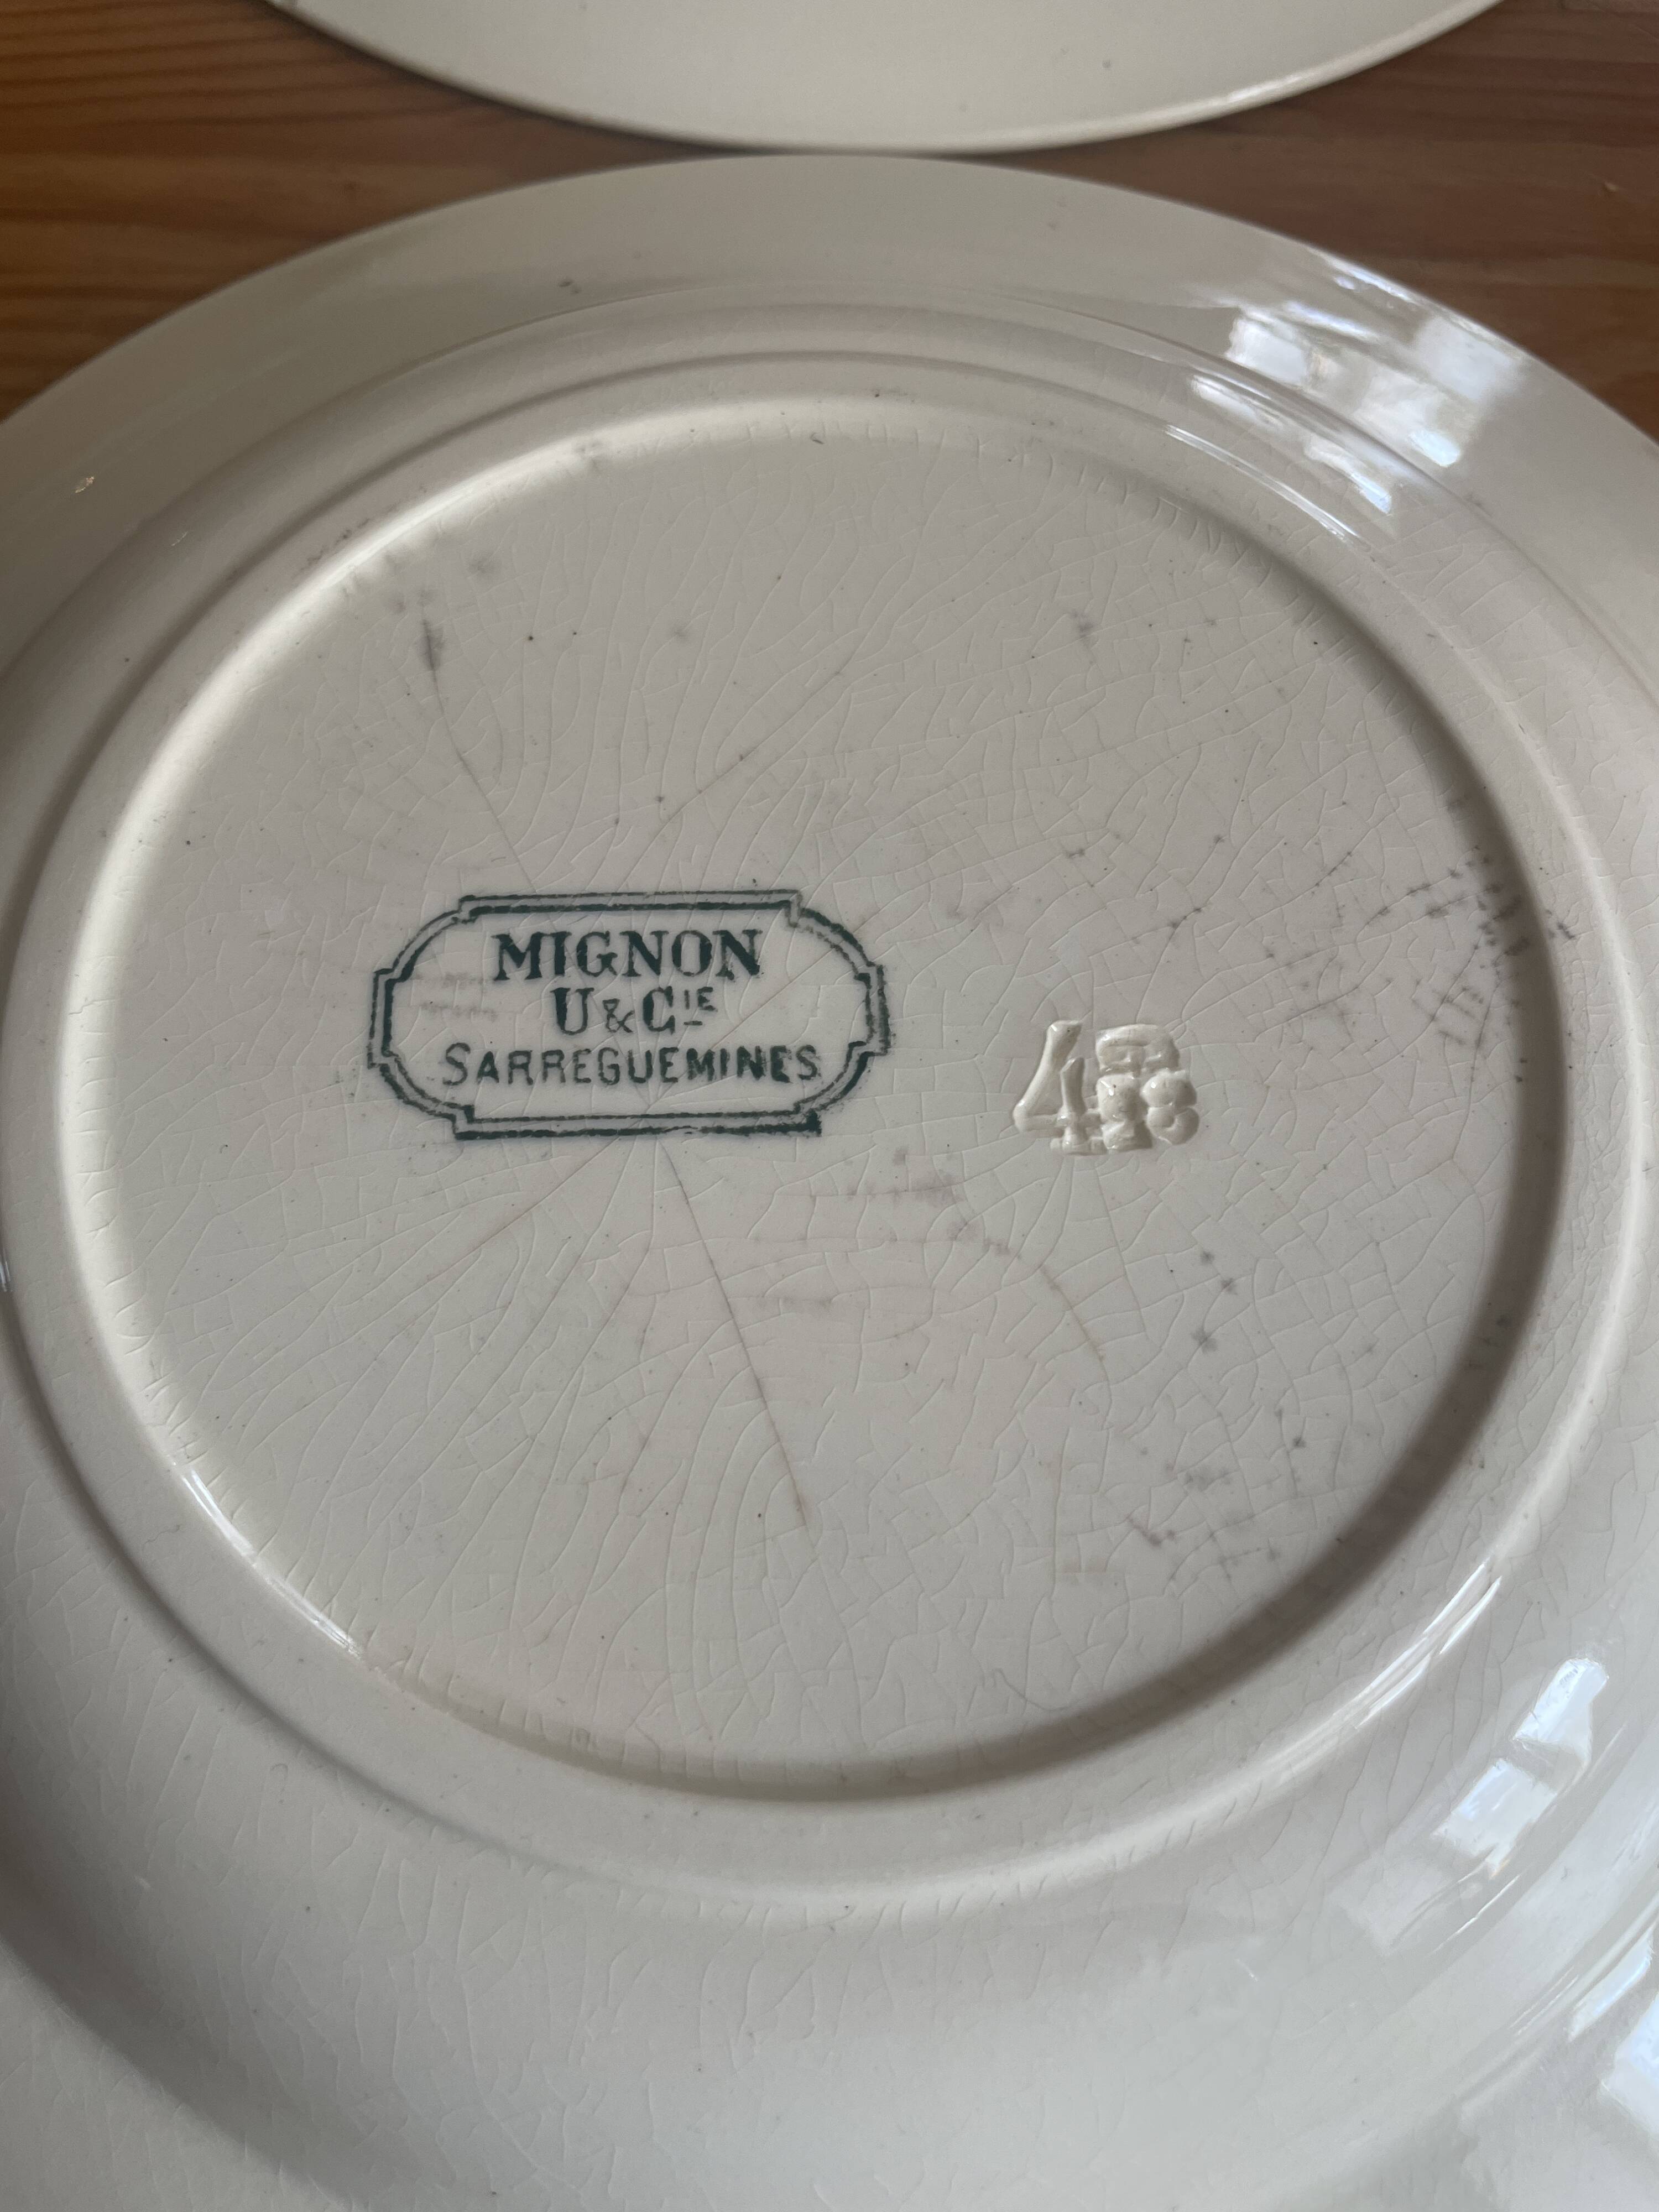 MIGNON
U & CIE
SARREGUEMINES